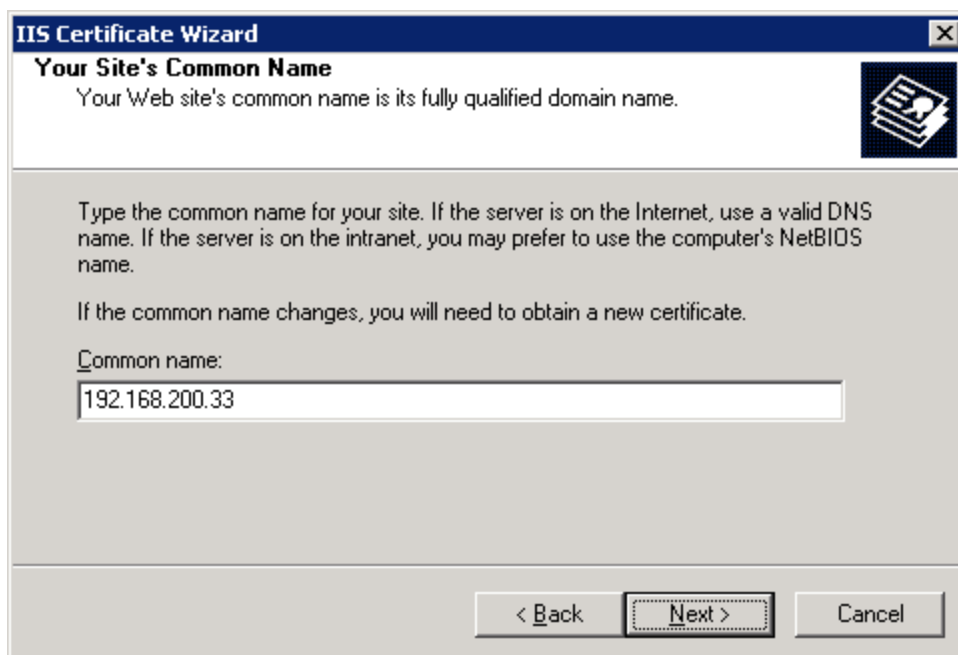 IIS Certificate Wizard
Your Site's Common Name
Your Web site's common name is its fully qualified domain name.
Type the common name for your site. If the server is on the Internet, use a valid DNS
name. If the server is on the intranet, you may prefer to use the computer's NetBIOS
name.
If the common name changes, you will need to obtain a new certificate.
Common name:
192.168.200.33
< Back
Next >
Cancel